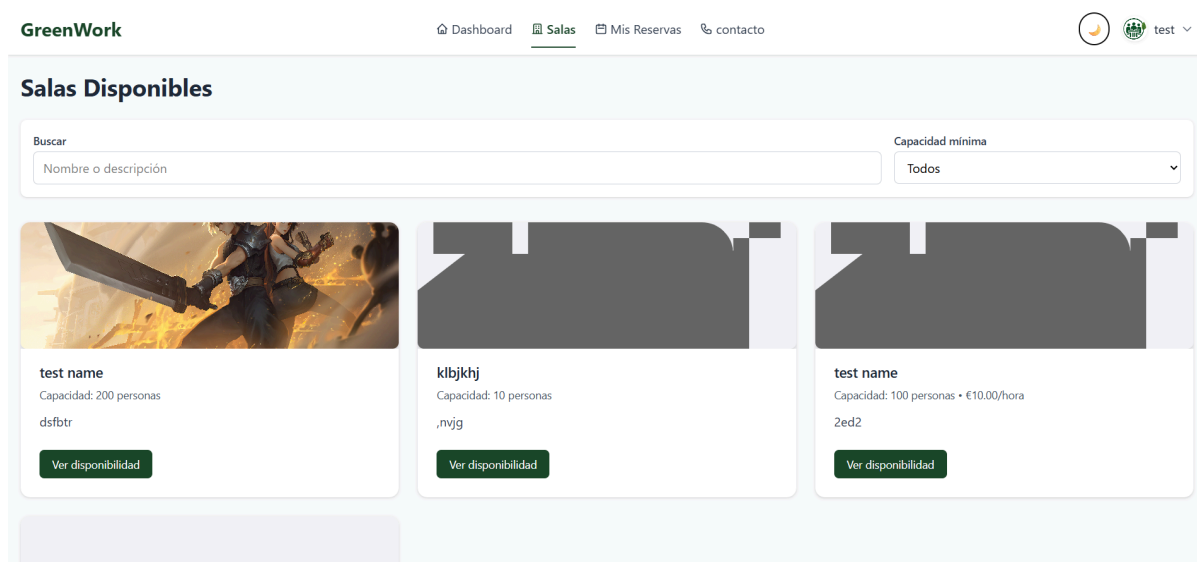 GreenWork
Dashboard
Salas
Mis Reservas
contacto
test
Salas Disponibles
Buscar
Nombre o descripción
Capacidad mínima
Todos
test name
Capacidad: 200 personas
dsfbtr
Ver disponibilidad
klbjkhj
Capacidad: 10 personas
,nvjg
Ver disponibilidad
test name
Capacidad: 100 personas • €10.00/hora
2ed2
Ver disponibilidad